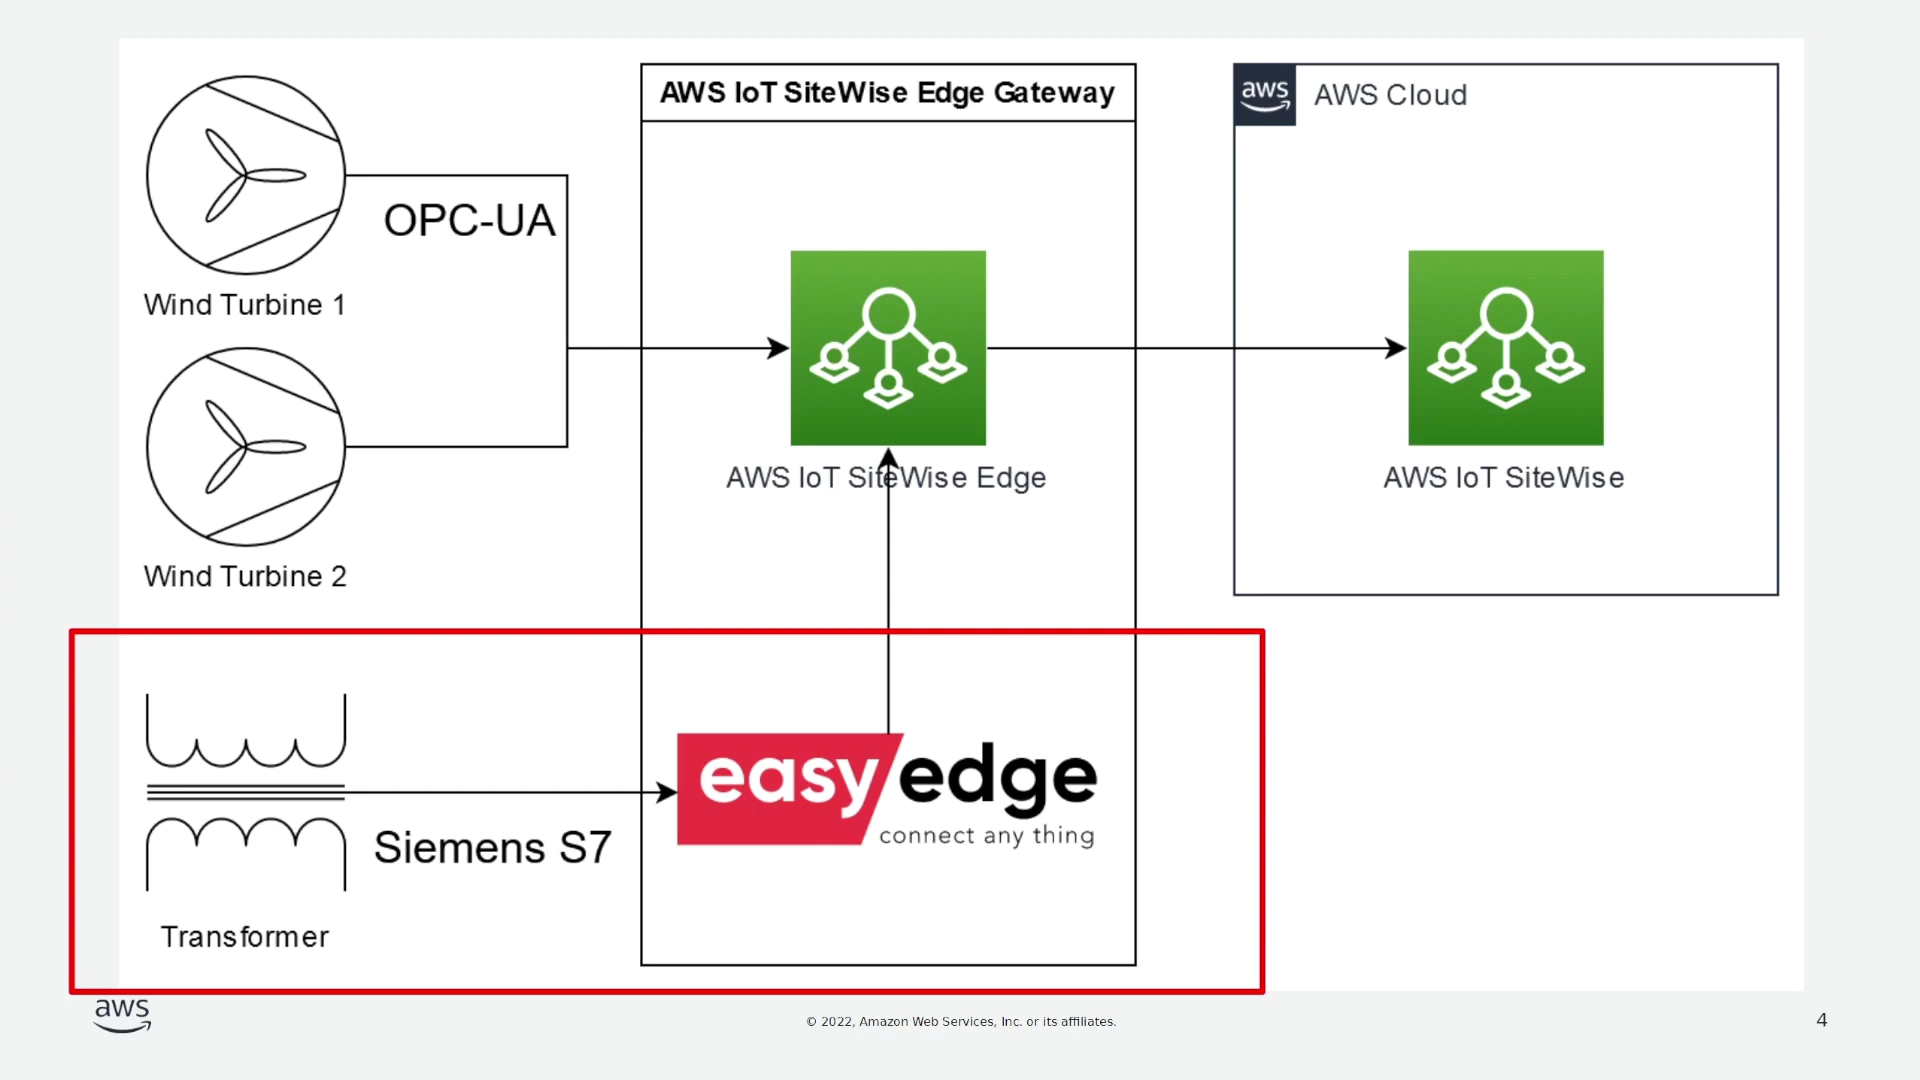 AWS IoT SiteWise Edge Gateway
aws
AWS Cloud
OPC-UA
Wind Turbine 1
AWS IoT SiteWise Edge
AWS IoT SiteWise
Wind Turbine 2
easy edge
connect any thing
Siemens S7
Transformer
aws
© 2022, Amazon Web Services, Inc. or its affiliates.
4